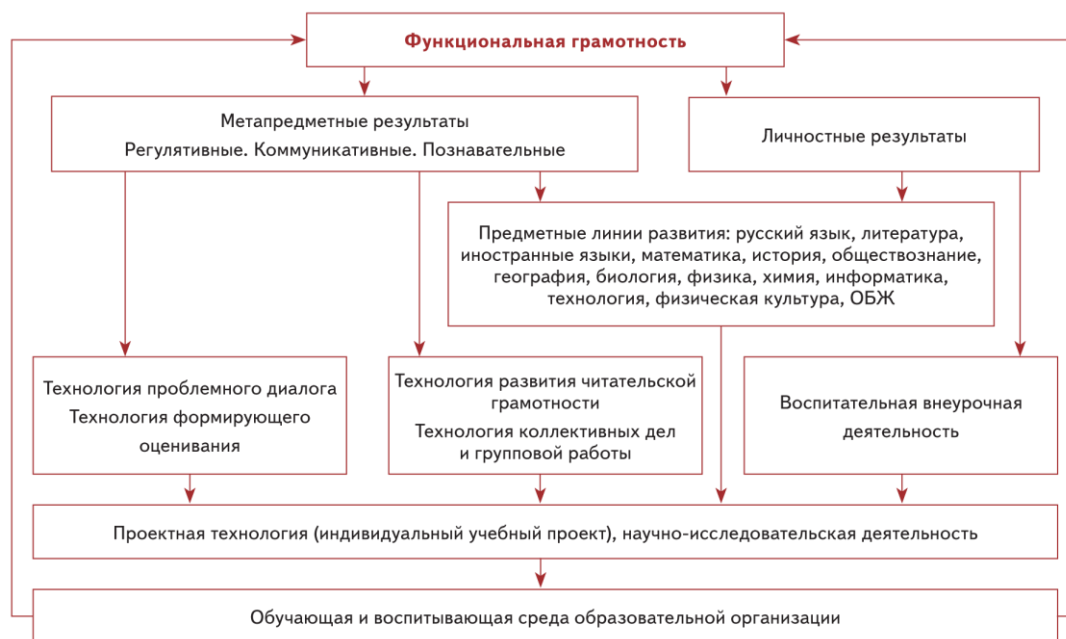 Функциональная грамотность
Метапредметные результаты
Регулятивные. Коммуникативные. Познавательные
Личностные результаты
Предметные линии развития: русский язык, литература,
иностранные языки, математика, история, обществознание,
география, биология, физика, химия, информатика,
технология, физическая культура, ОБЖ
Технология проблемного диалога
Технология формирующего
оценивания
Технология развития читательской
грамотности
Технология коллективных дел
и групповой работы
Воспитательная внеурочная
деятельность
Проектная технология (индивидуальный учебный проект), научно-исследовательская деятельность
Обучающая и воспитывающая среда образовательной организации